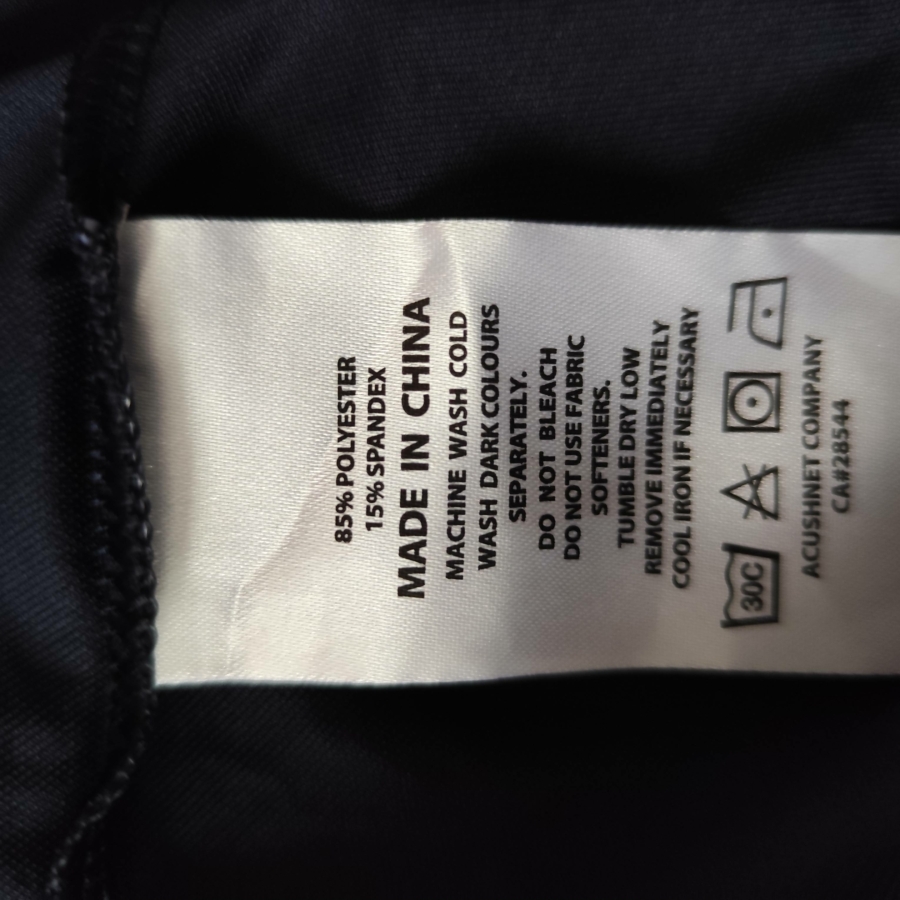 85% POLYESTER
15% SPANDEX
MADE IN CHINA
MACHINE WASH COLD
WASH DARK COLOURS
SEPARATELY.
DO NOT BLEACH
DO NOT USE FABRIC
SOFTENERS.
TUMBLE DRY LOW
REMOVE IMMEDIATELY
COOL IRON IF NECESSARY
30C
ACUSHNET COMPANY
CA#28544